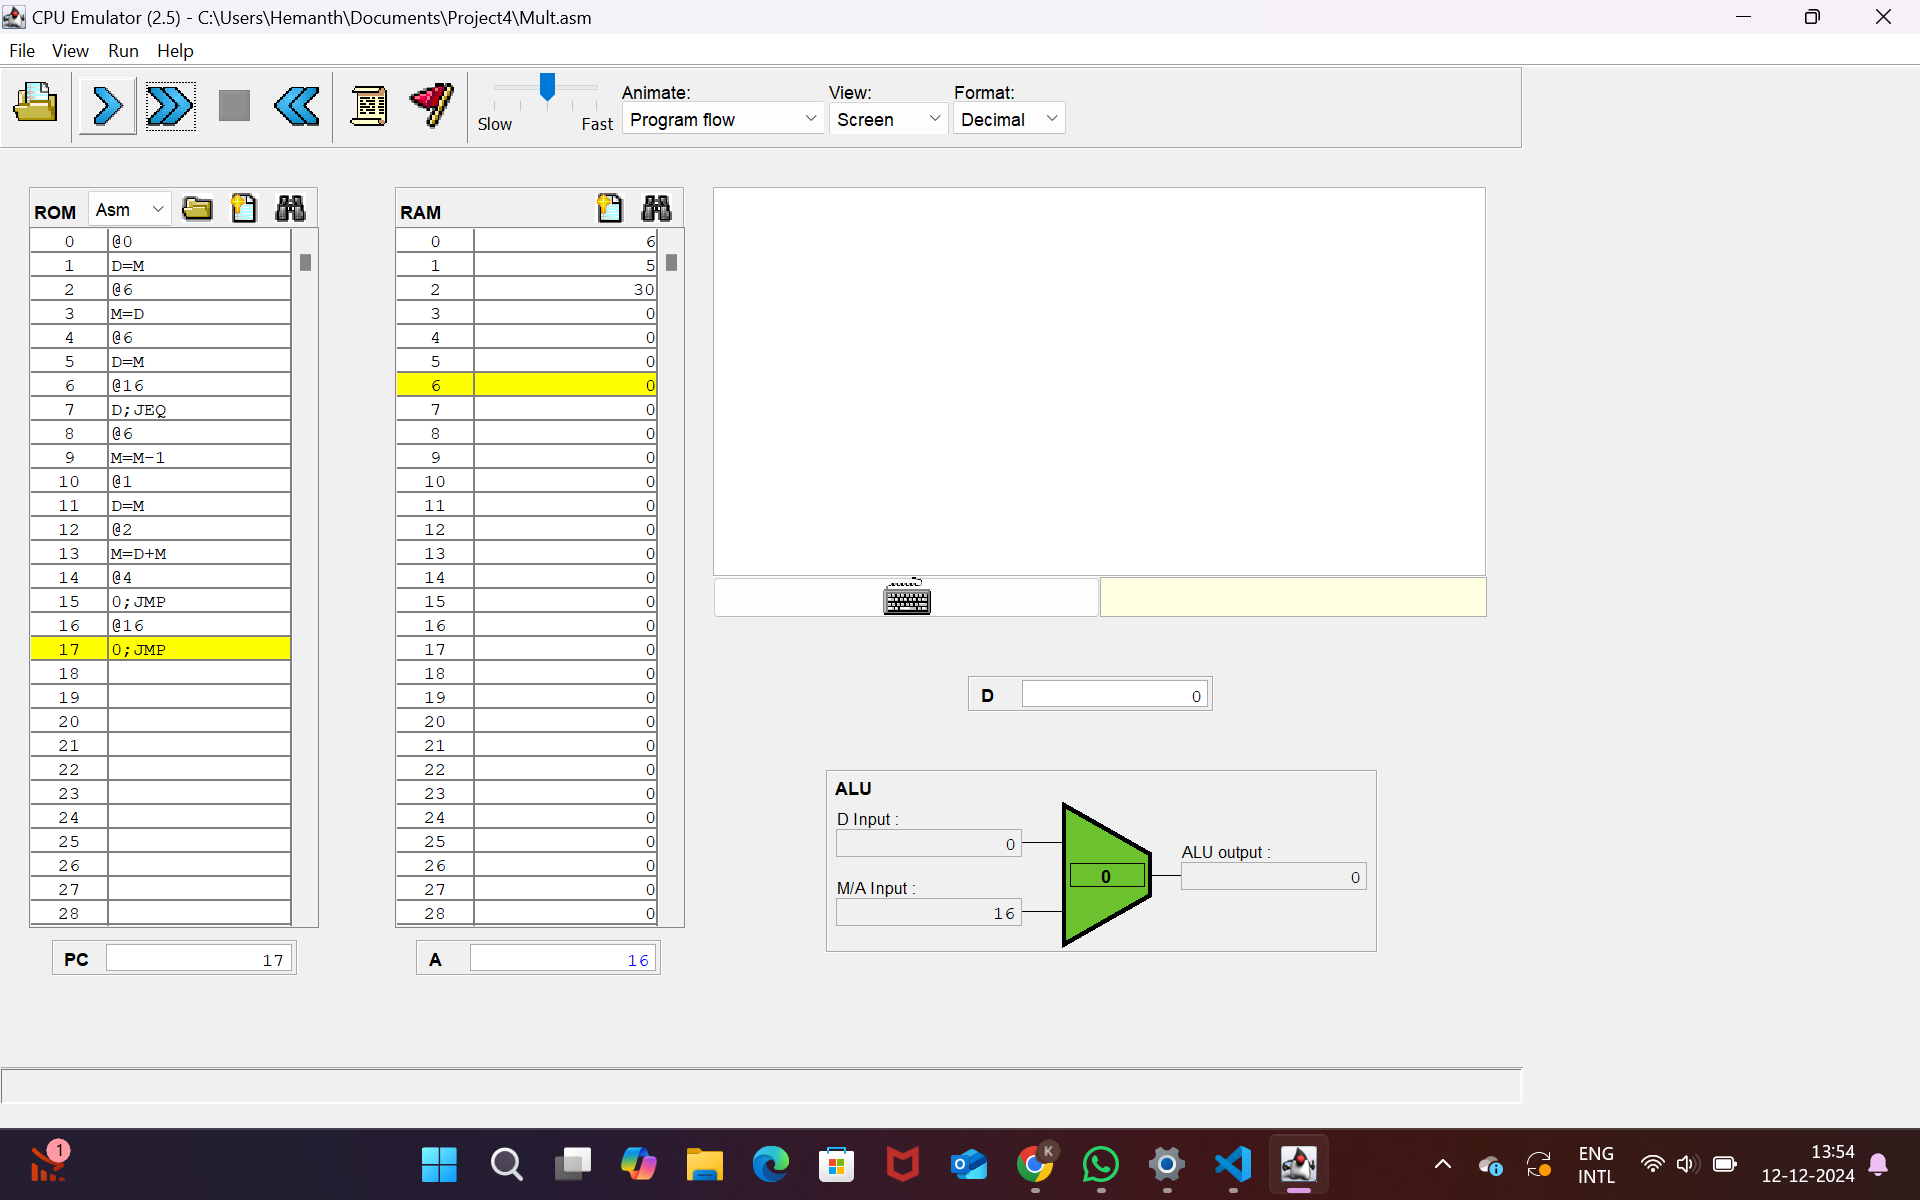 CPU Emulator (2.5) - C:\Users\Hemanth\Documents\Project4\Mult.asm
File View Run Help
Slow Fast
Animate: View: Format:
Program flow Screen Decimal
ROM Asm
0 @0
1 D=M
2 @6
3 M=D
4 @6
5 D=M
6 @16
7 D;JEQ
8 @6
9 M=M-1
10 @1
11 D=M
12 @2
13 M=D+M
14 @4
15 0;JMP
16 @16
17 0;JMP
18
19
20
21
22
23
24
25
26
27
28
PC 17
RAM
0 6
1 5
2 30
3 0
4 0
5 0
6 0
7 0
8 0
9 0
10 0
11 0
12 0
13 0
14 0
15 0
16 0
17 0
18 0
19 0
20 0
21 0
22 0
23 0
24 0
25 0
26 0
27 0
28 0
A 16
D 0
ALU
D Input :
0
M/A Input :
16
0
ALU output :
0
1
K
ENG
INTL
13:54
12-12-2024